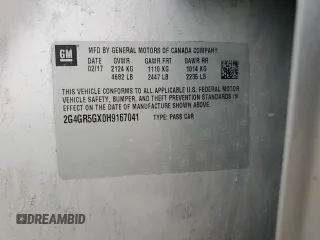 GM
MFD BY GENERAL MOTORS OF CANADA COMPANY
DATE GVWR GAWR FRT GAWR RR
02/17 2124 KG 1110 KG 1014 KG
4682 LB 2447 LB 2235 LB
THIS VEHICLE CONFORMS TO ALL APPLICABLE U.S. FEDERAL MOTOR
VEHICLE SAFETY, BUMPER, AND THEFT PREVENTION STANDARDS IN
EFFECT ON THE DATE OF MANUFACTURE SHOWN ABOVE.
2G4GR5GX0H9167041 TYPE: PASS CAR
DREAMBID